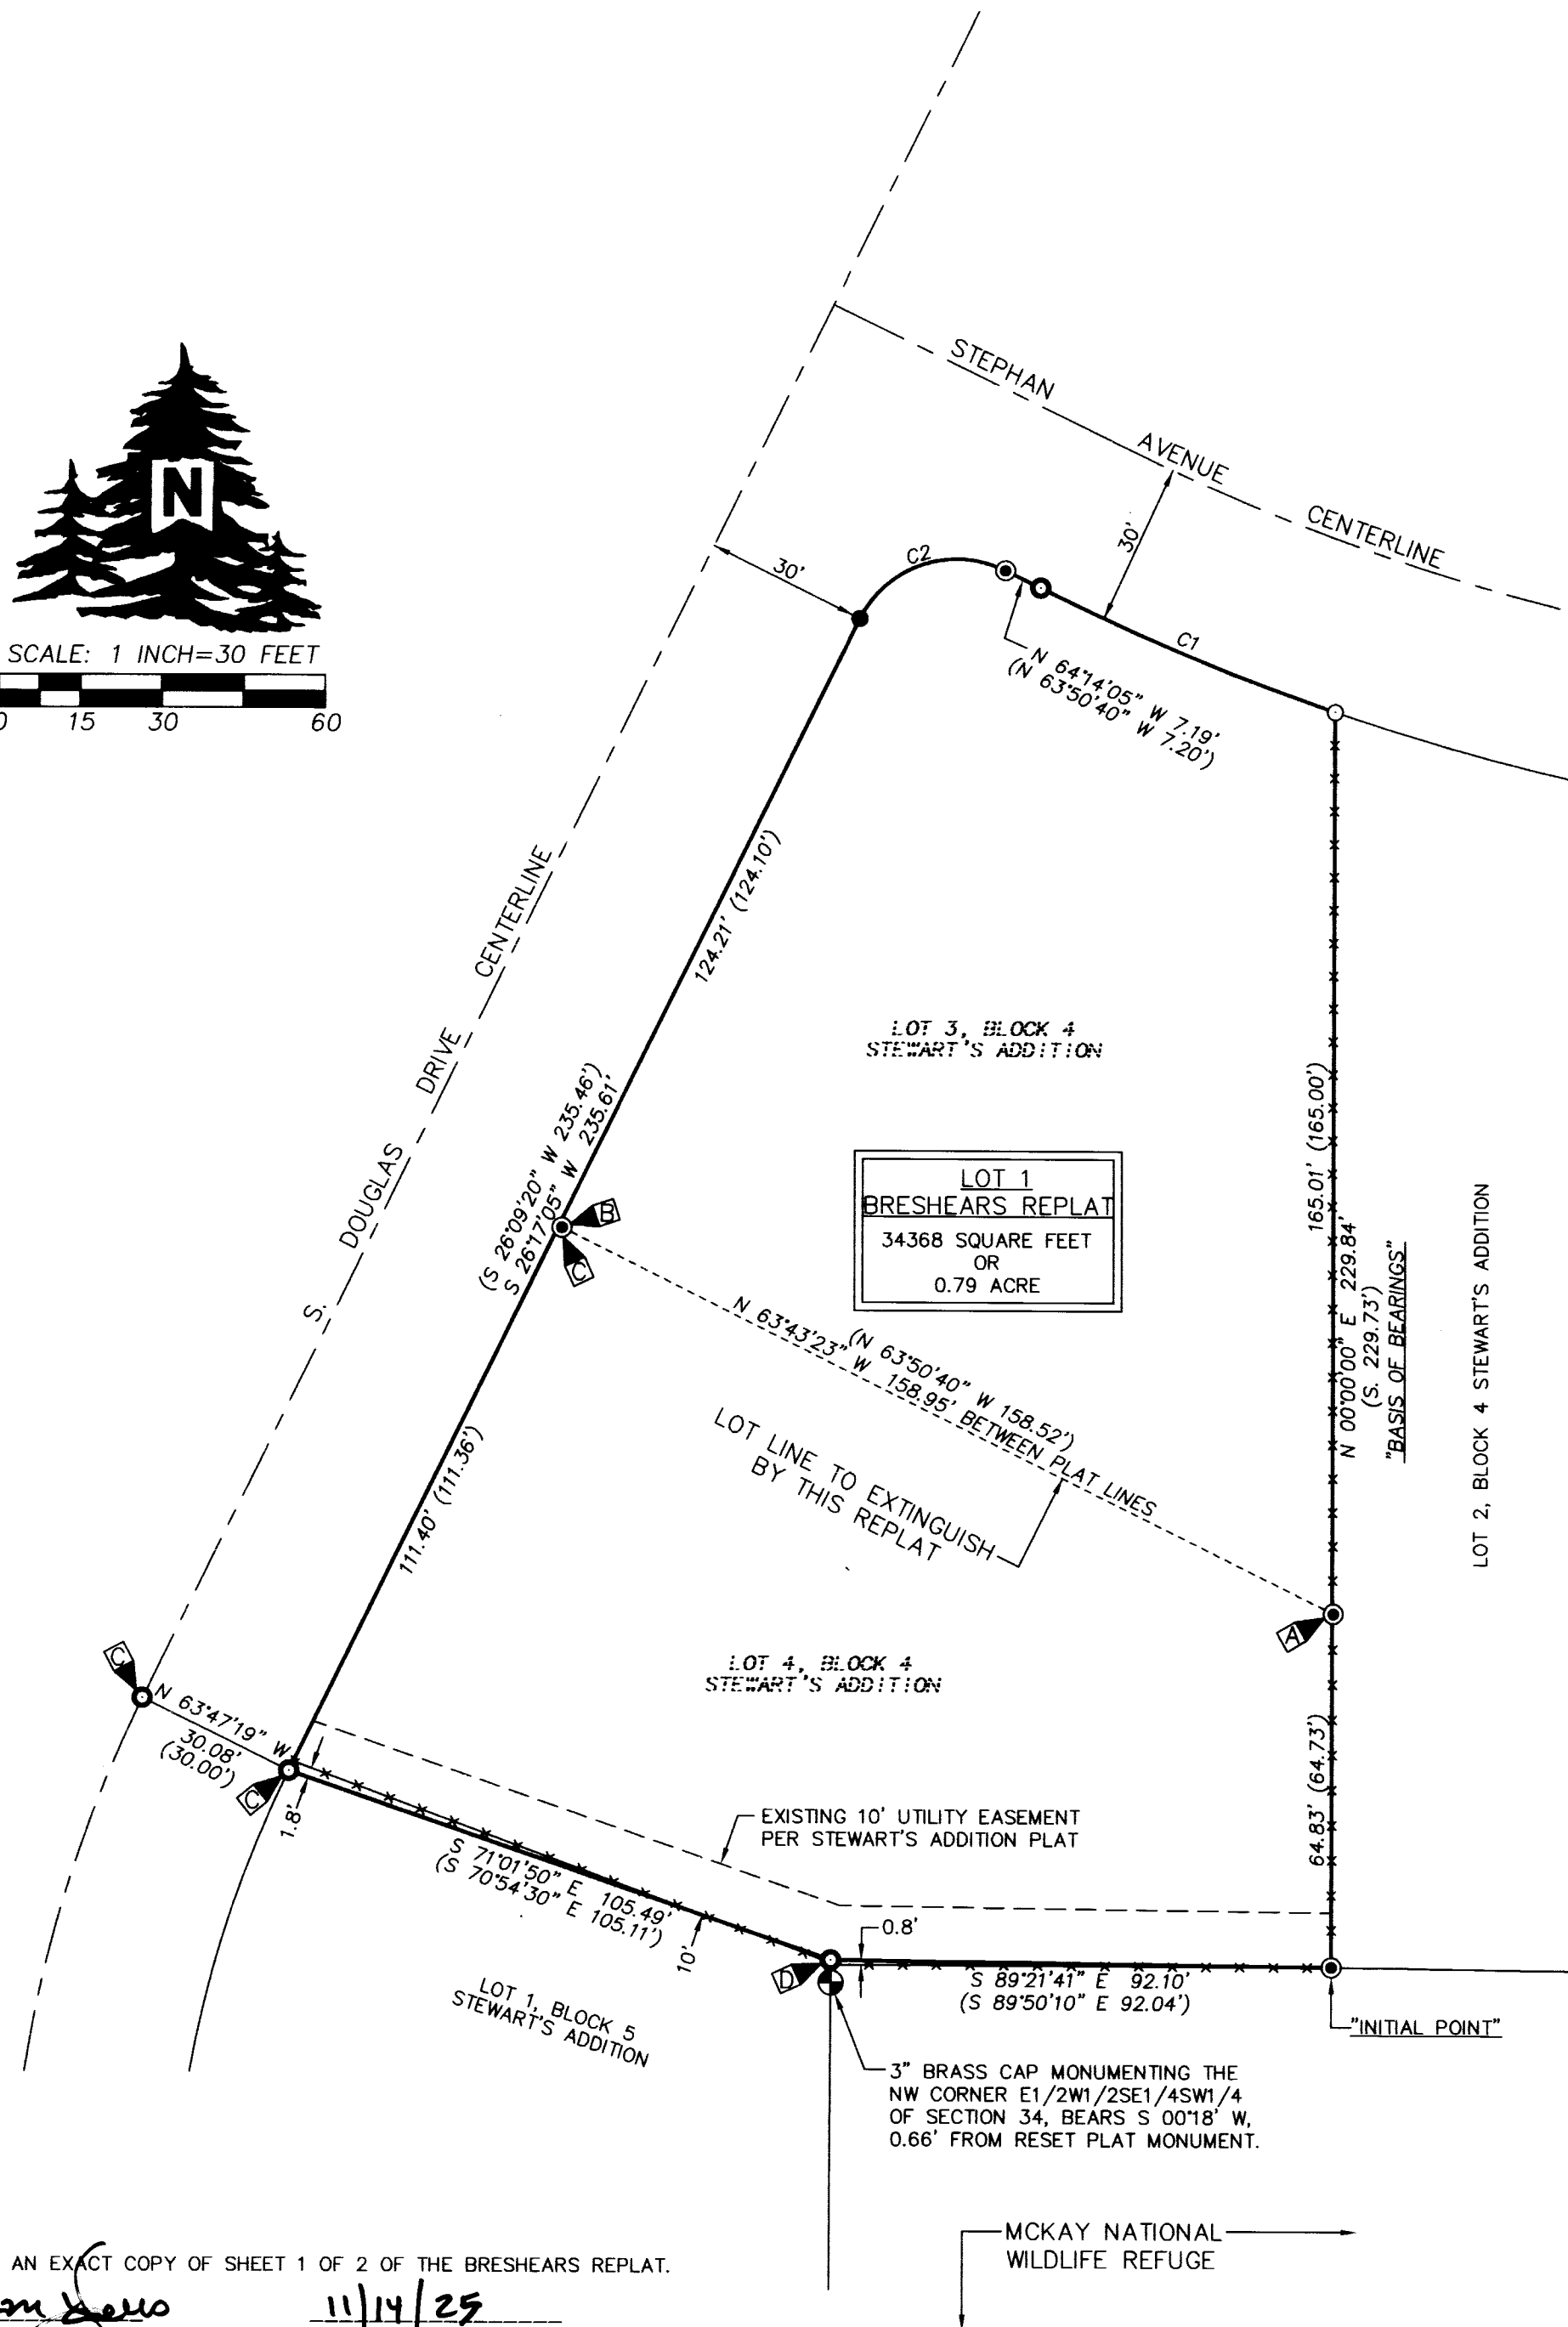 STEPHAN
AVENUE
CENTERLINE
30'
C2
30'
C1
N
SCALE: 1 INCH=30 FEET
0 15 30 60
N 64°14'05" W 7.19'
(N 63°50'40" W 7.20')
124.21' (124.10')
S. DOUGLAS DRIVE CENTERLINE
LOT 3, BLOCK 4
STEWART'S ADDITION
(S 26°09'20" W 235.46')
S 26°17'05" W 235.61'
B
C
LOT 1
BRESHEARS REPLAT
34368 SQUARE FEET
OR
0.79 ACRE
165.01' (165.00')
N 00°00'00" E 229.84'
(S. 229.73')
"BASIS OF BEARINGS"
LOT 2, BLOCK 4 STEWART'S ADDITION
(N 63°50'40" W 158.52')
N 63°43'23" W 158.95' BETWEEN PLAT LINES
LOT LINE TO EXTINGUISH
BY THIS REPLAT
111.40' (111.36')
A
LOT 4, BLOCK 4
STEWART'S ADDITION
C
N 63°47'19" W
30.08'
(30.00')
C
1.8'
64.83' (64.73')
EXISTING 10' UTILITY EASEMENT
PER STEWART'S ADDITION PLAT
S 71°01'50" E 105.49'
(S 70°54'30" E 105.11')
10'
0.8'
D
S 89°21'41" E 92.10'
(S 89°50'10" E 92.04')
LOT 1, BLOCK 5
STEWART'S ADDITION
"INITIAL POINT"
3" BRASS CAP MONUMENTING THE
NW CORNER E1/2W1/2SE1/4SW1/4
OF SECTION 34, BEARS S 00°18' W,
0.66' FROM RESET PLAT MONUMENT.
MCKAY NATIONAL
WILDLIFE REFUGE
AN EXACT COPY OF SHEET 1 OF 2 OF THE BRESHEARS REPLAT.
11/14/25